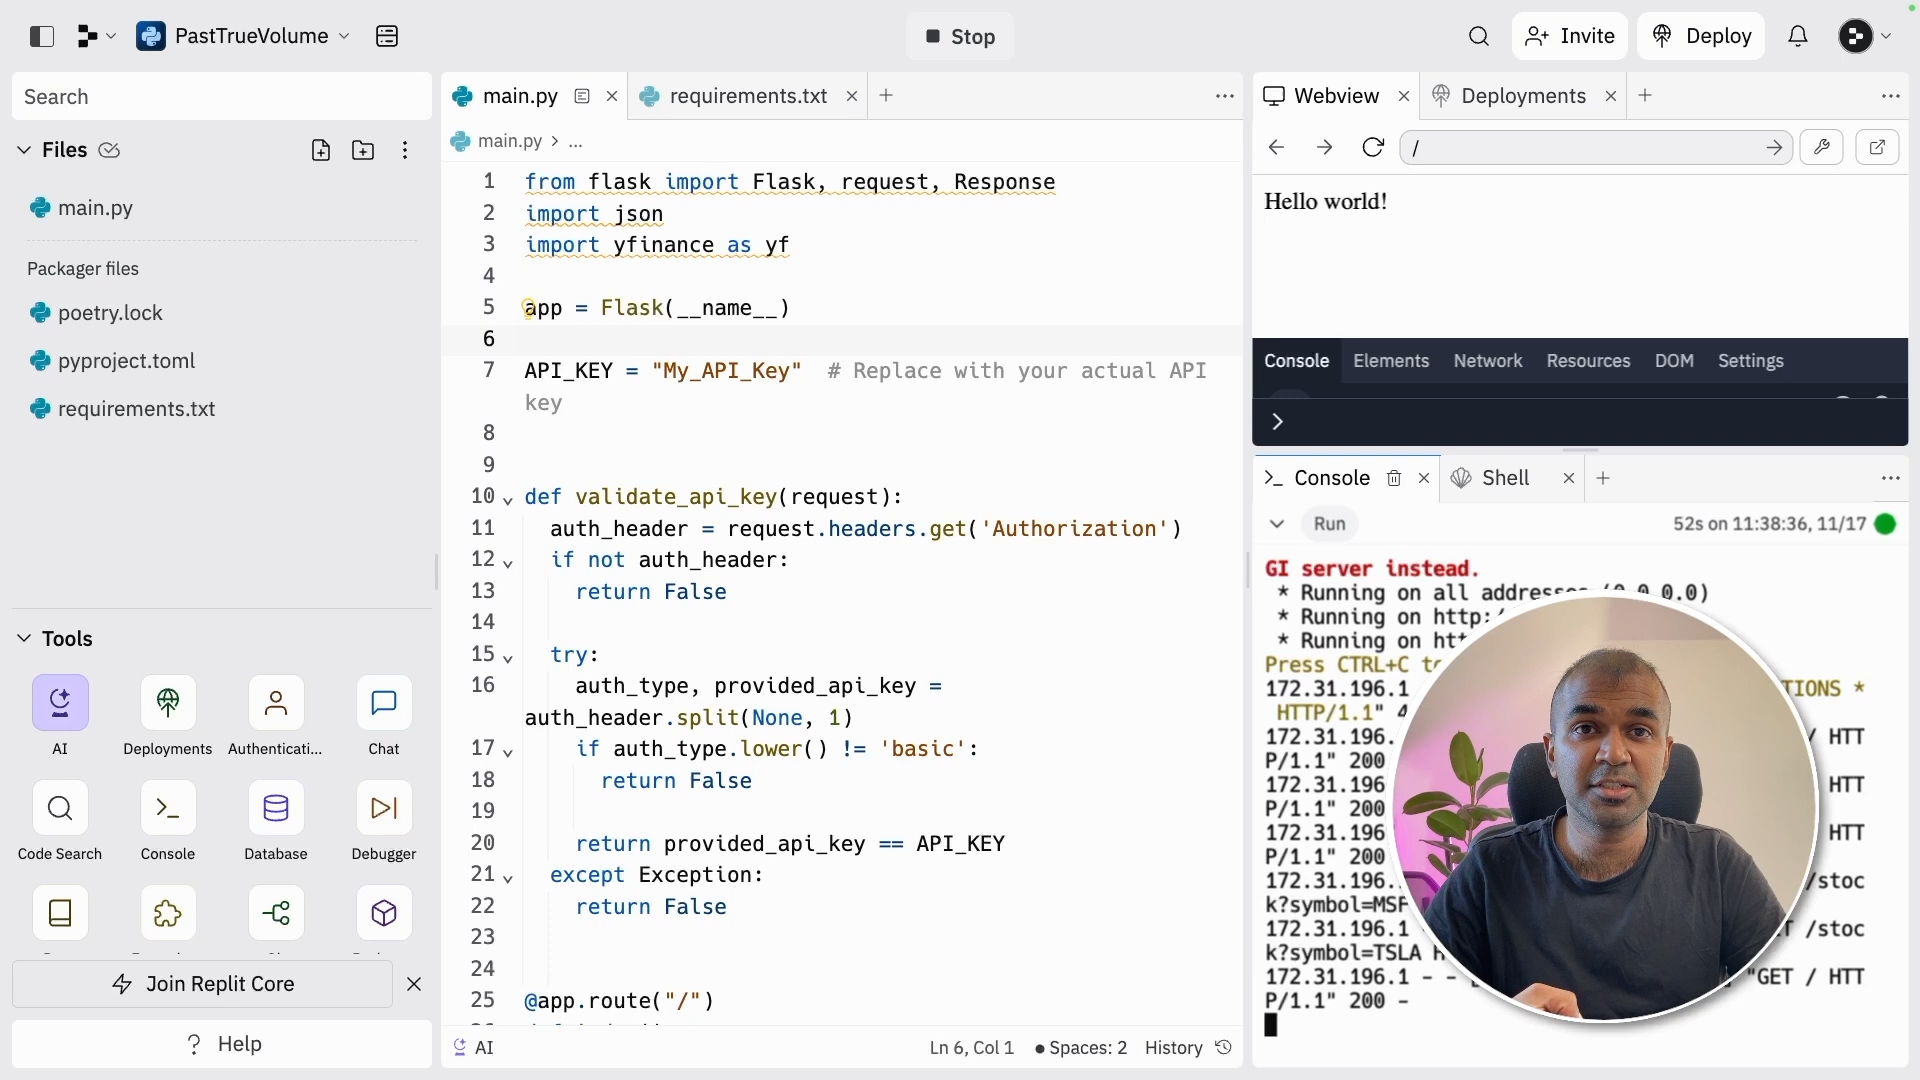 PastTrueVolume
Stop
Invite
Deploy
Search
Files
main.py
Packager files
poetry.lock
pyproject.toml
requirements.txt
Tools
AI
Deployments
Authenticati...
Chat
Code Search
Console
Database
Debugger
Join Replit Core
? Help
main.py
requirements.txt
main.py > ...
1 from flask import Flask, request, Response
2 import json
3 import yfinance as yf
4
5 app = Flask(__name__)
6
7 API_KEY = "My_API_Key"  # Replace with your actual API
key
8
9
10 def validate_api_key(request):
11 auth_header = request.headers.get('Authorization')
12 if not auth_header:
13 return False
14
15 try:
16 auth_type, provided_api_key =
auth_header.split(None, 1)
17 if auth_type.lower() != 'basic':
18 return False
19
20 return provided_api_key == API_KEY
21 except Exception:
22 return False
23
24
25 @app.route("/")
AI
Ln 6, Col 1
Spaces: 2
History
Webview
Deployments
/
Hello world!
Console Elements Network Resources DOM Settings
Console
Shell
Run
52s on 11:38:36, 11/17
GI server instead.
* Running on all addresses (0.0.0.0)
* Running on http:/
* Running on htt
Press CTRL+C to
172.31.196.1 TIONS *
HTTP/1.1" 4
172.31.196. / HTT
P/1.1" 200
172.31.196 HTT
P/1.1" 200
172.31.196 HTT
P/1.1" 200
172.31.196. /stoc
k?symbol=MSF
172.31.196.1 T /stoc
k?symbol=TSLA H
172.31.196.1 - - "GET / HTT
P/1.1" 200 -